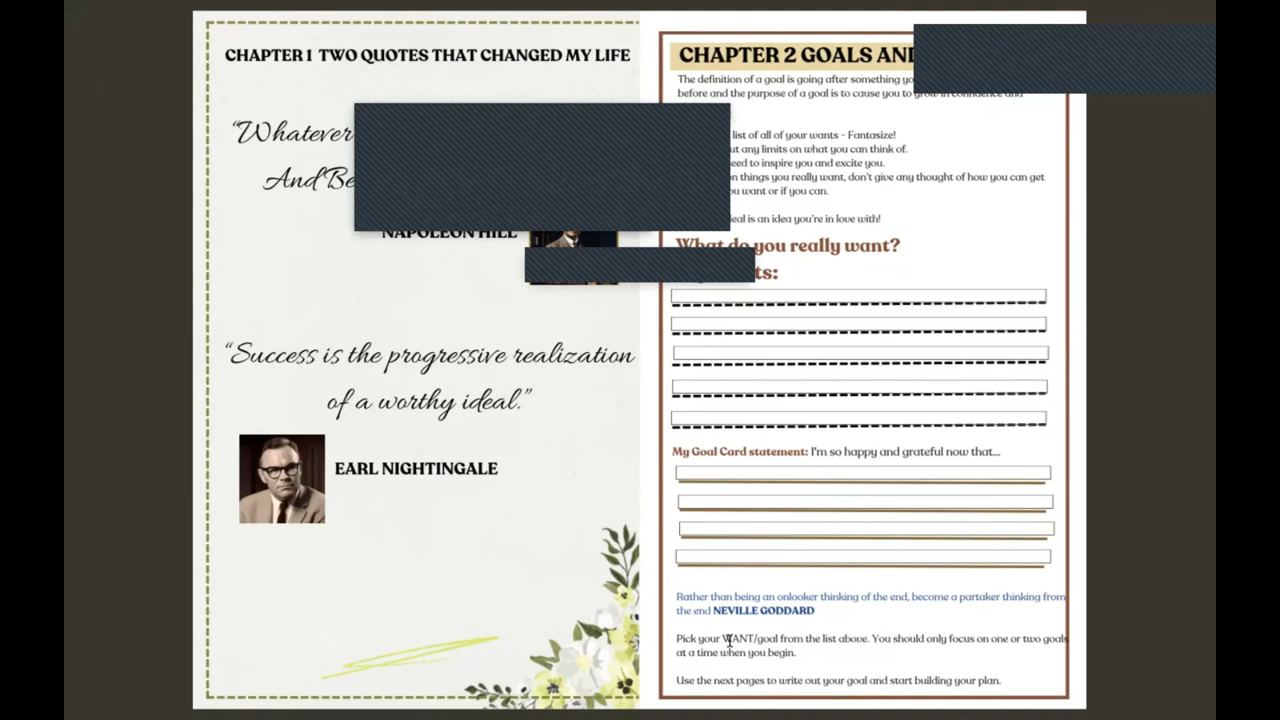 CHAPTER 1 TWO QUOTES THAT CHANGED MY LIFE
“Whatever
And Be
NAPOLEON HILL
“Success is the progressive realization
of a worthy ideal.”
EARL NIGHTINGALE
CHAPTER 2 GOALS AND
The definition of a goal is going after something
before and the purpose of a goal is to cause you to grow in confidence and
list of all of your wants - Fantasize!
any limits on what you can think of.
to inspire you and excite you.
things you really want, don't give any thought of how you can get
you want or if you can.
is an idea you're in love with!
What do you really want?
My Goal Card statement: I'm so happy and grateful now that...
Rather than being an onlooker thinking of the end, become a partaker thinking from
the end NEVILLE GODDARD
Pick your WANT/goal from the list above. You should only focus on one or two goals
at a time when you begin.
Use the next pages to write out your goal and start building your plan.